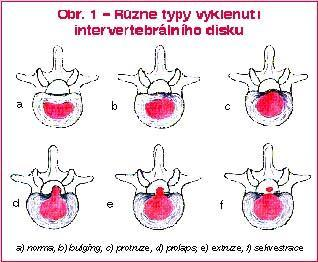 Obr. 1 – Různé typy vyklenutí
intervertebrálního disku
a
b
c
d
e
f
a) norma, b) bulging, c) protruze, d) prolaps, e) extruze, f) sekvestrace